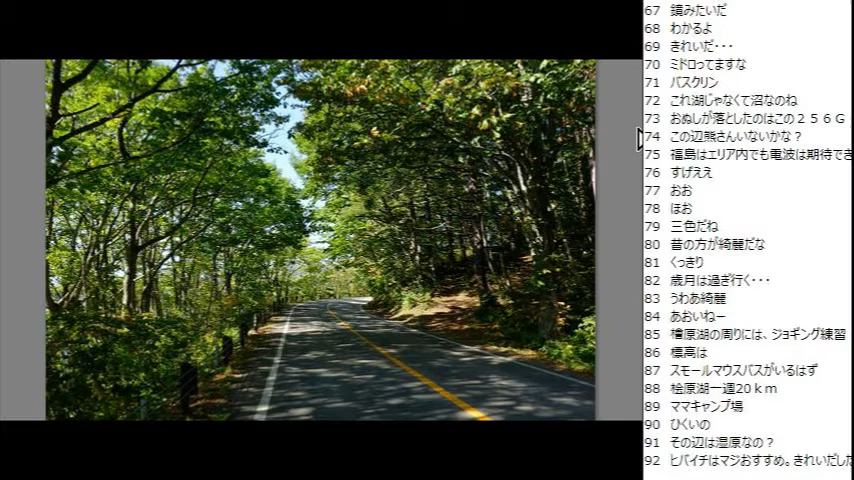 67 鏡みたいだ
68 わかるよ
69 きれいだ・・・
70 ミドロってますな
71 バスクリン
72 これ湖じゃなくて沼なのね
73 おぬしが落としたのはこの２５６Ｇ
74 この辺熊さんいないかな？
75 福島はエリア内でも電波は期待でき
76 すげええ
77 おお
78 ほお
79 三色だね
80 昔の方が綺麗だな
81 くっきり
82 歳月は過ぎ行く・・・
83 うわあ綺麗
84 あおいねー
85 檜原湖の周りには、ジョギング練習
86 標高は
87 スモールマウスバスがいるはず
88 桧原湖一週20ｋｍ
89 ママキャンプ場
90 ひくいの
91 その辺は湿原なの？
92 ヒバイチはマジおすすめ。きれいだした